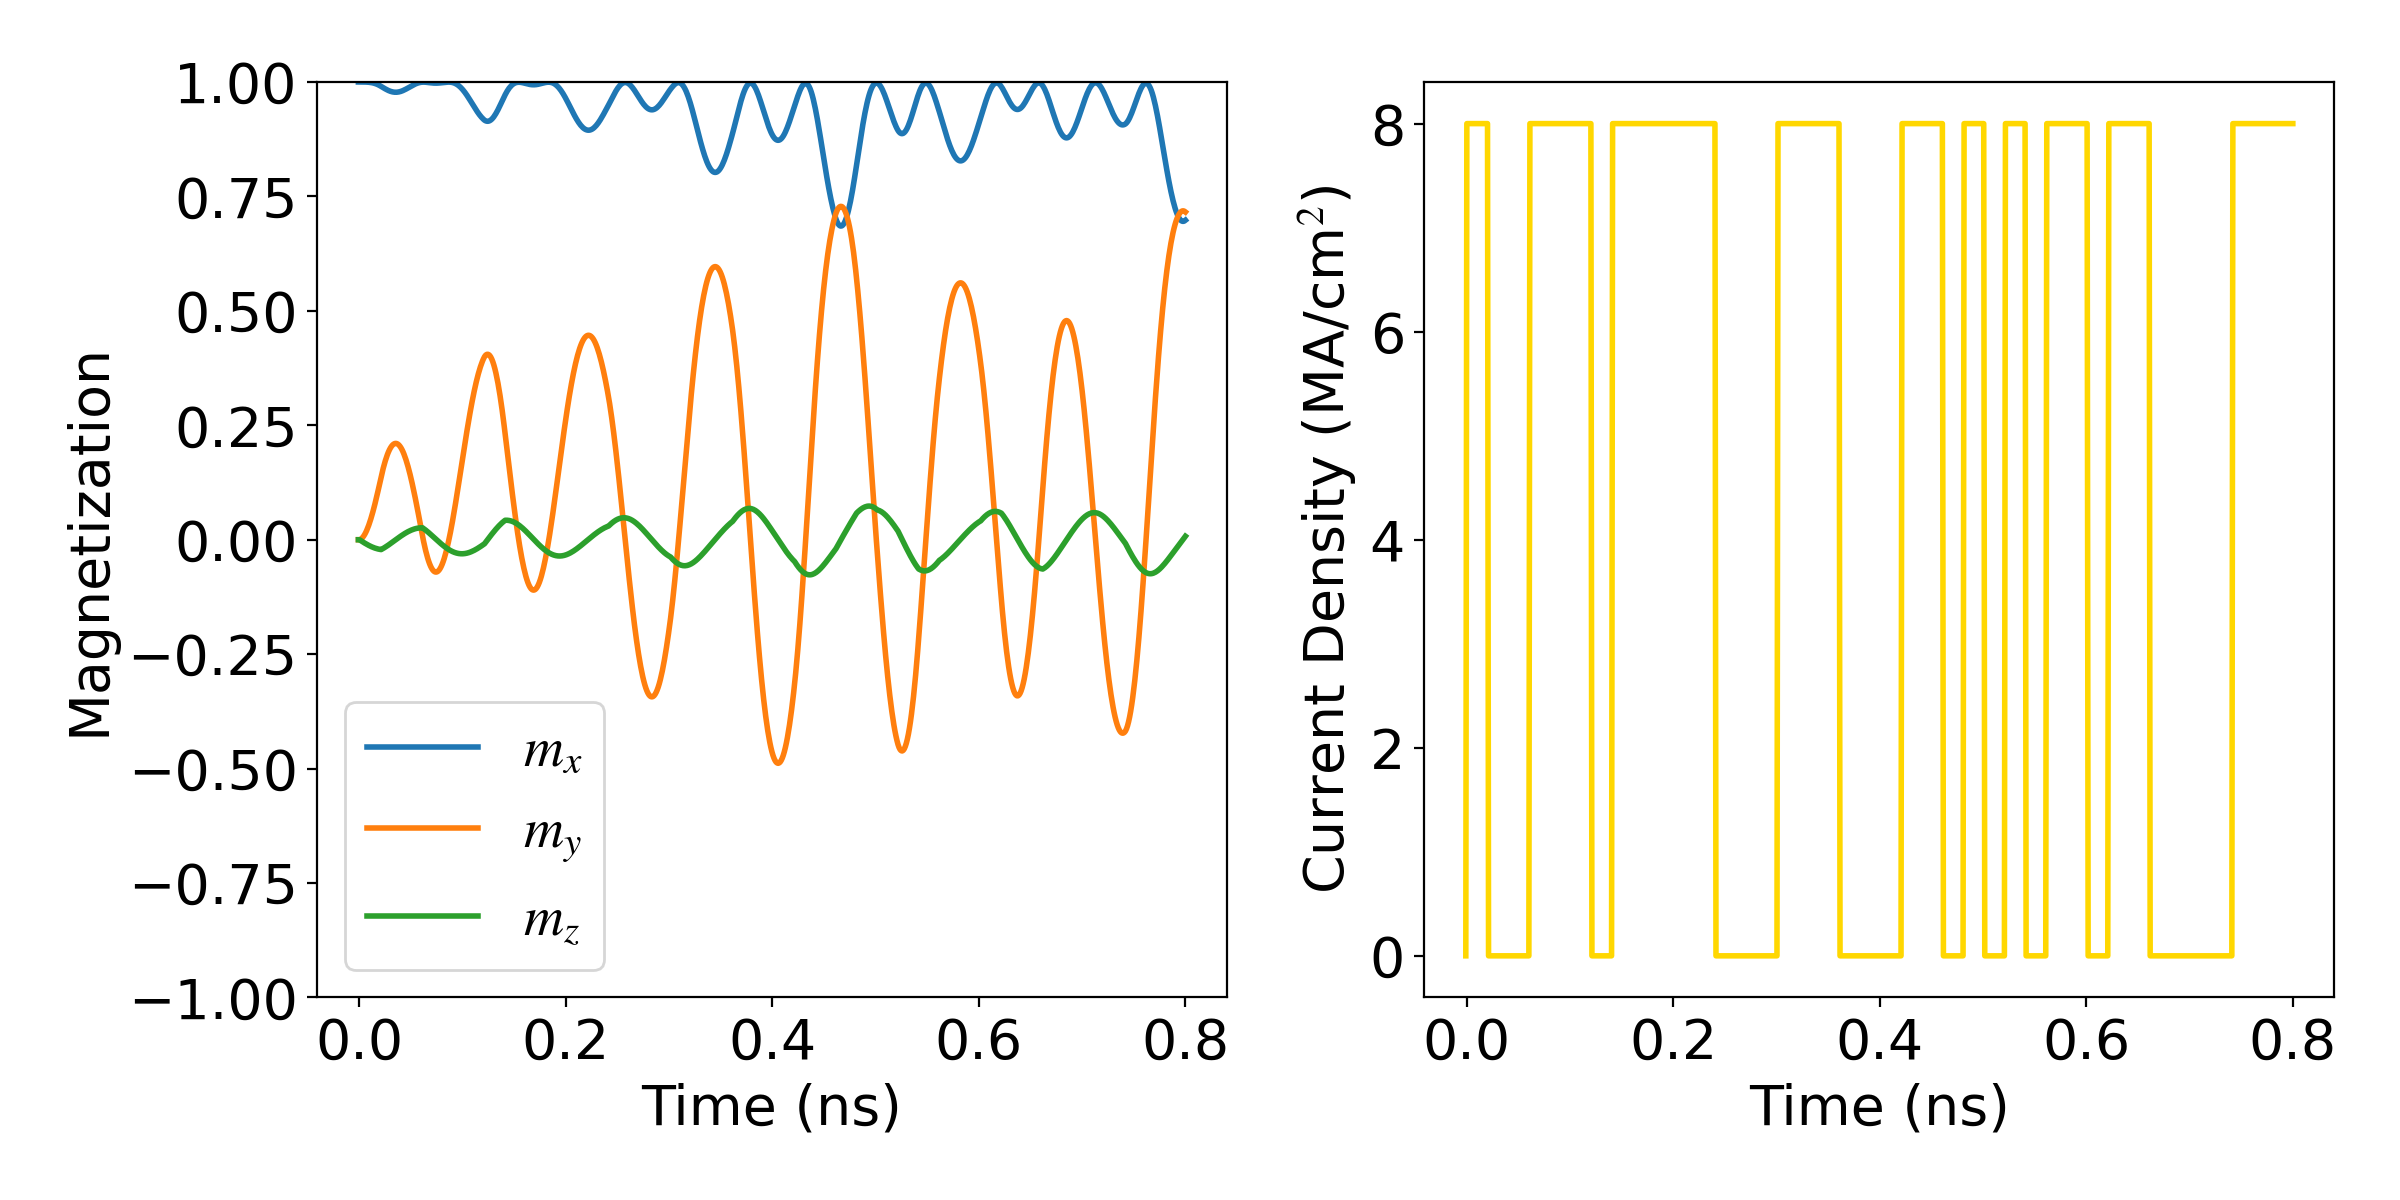 1.00
0.75
0.50
0.25
0.00
−0.25
−0.50
−0.75
−1.00
Magnetization
0.0 0.2 0.4 0.6 0.8
Time (ns)
mₓ
m_y
m_z
8
6
4
2
0
Current Density (MA/cm²)
0.0 0.2 0.4 0.6 0.8
Time (ns)